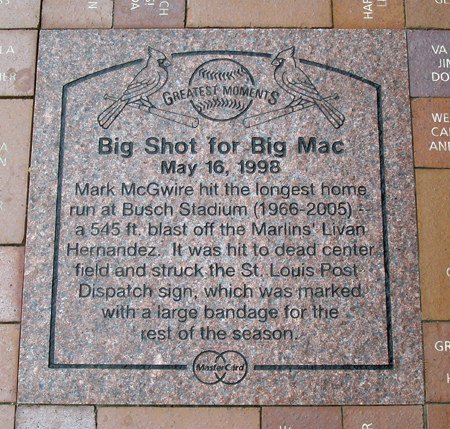 GREATEST MOMENTS
Big Shot for Big Mac
May 16, 1998
Mark McGwire hit the longest home
run at Busch Stadium (1966-2005) --
a 545 ft. blast off the Marlins' Livan
Hernandez. It was hit to dead center
field and struck the St. Louis Post
Dispatch sign, which was marked
with a large bandage for the
rest of the season.
MasterCard